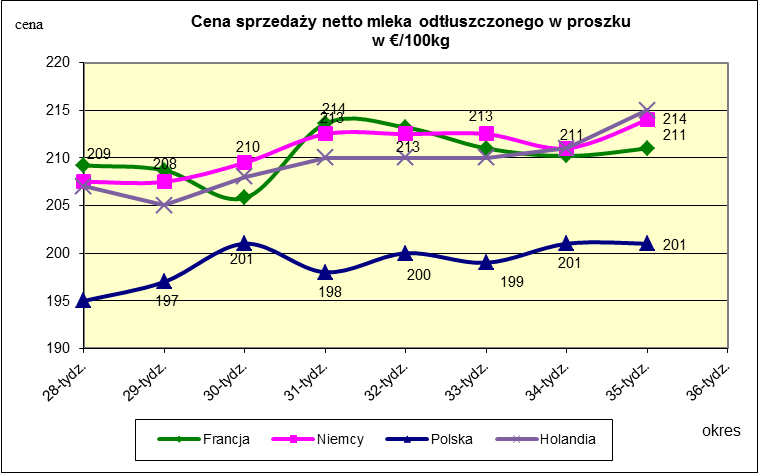 cena
Cena sprzedaży netto mleka odtłuszczonego w proszku
w €/100kg
220
215
210
205
200
195
190
209
208
210
214
213
213
213
211
214
211
197
201
198
200
199
201
201
28-tydz.
29-tydz.
30-tydz.
31-tydz.
32-tydz.
33-tydz.
34-tydz.
35-tydz.
36-tydz.
okres
Francja
Niemcy
Polska
Holandia